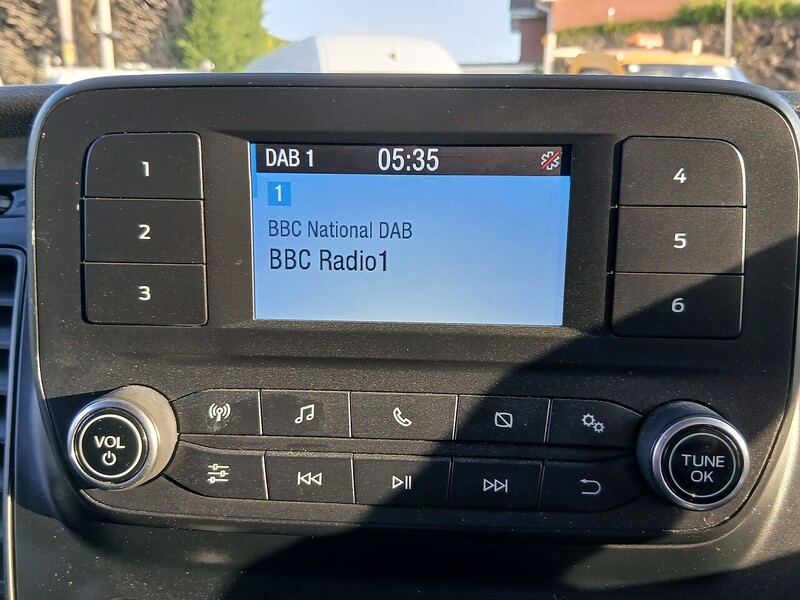 DAB 1 05:35
1
BBC National DAB
BBC Radio1
1
2
3
4
5
6
VOL
TUNE
OK